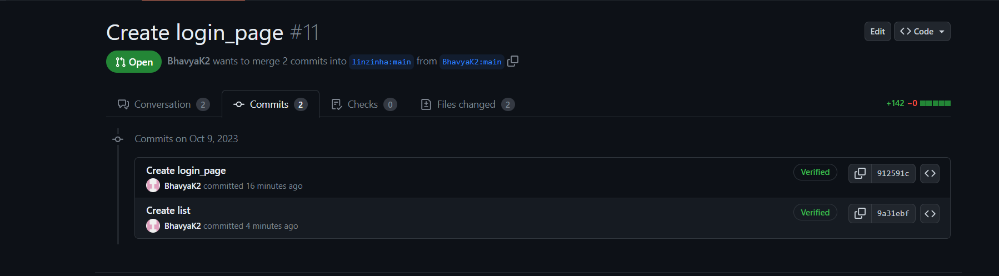 Create login_page #11
Edit
Code
Open
BhavyaK2 wants to merge 2 commits into linzinha:main from BhavyaK2:main
Conversation 2
Commits 2
Checks 0
Files changed 2
+142 −0
Commits on Oct 9, 2023
Create login_page
BhavyaK2 committed 16 minutes ago
Verified
912591c
Create list
BhavyaK2 committed 4 minutes ago
Verified
9a31ebf